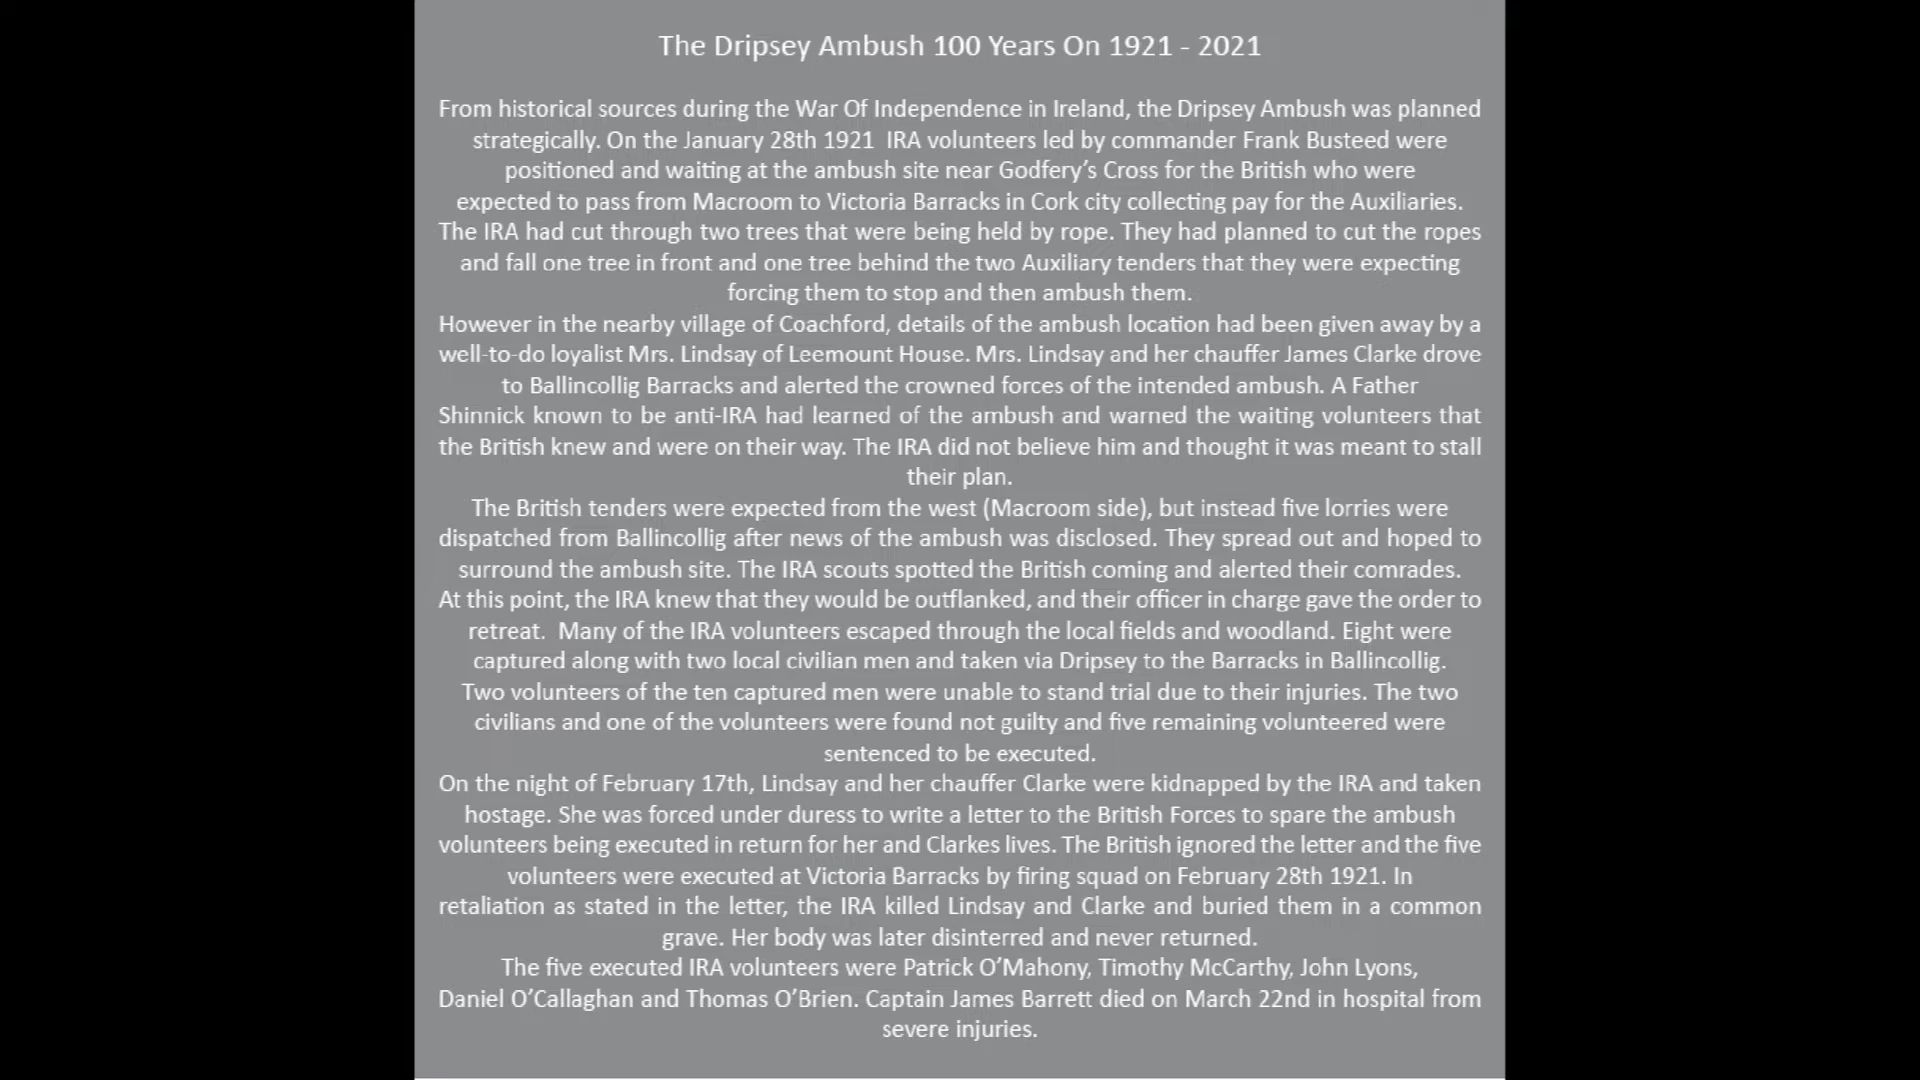 The Dripsey Ambush 100 Years On 1921 - 2021
From historical sources during the War Of Independence in Ireland, the Dripsey Ambush was planned
strategically. On the January 28th 1921  IRA volunteers led by commander Frank Busteed were
positioned and waiting at the ambush site near Godfery's Cross for the British who were
expected to pass from Macroom to Victoria Barracks in Cork city collecting pay for the Auxiliaries.
The IRA had cut through two trees that were being held by rope. They had planned to cut the ropes
and fall one tree in front and one tree behind the two Auxiliary tenders that they were expecting
forcing them to stop and then ambush them.
However in the nearby village of Coachford, details of the ambush location had been given away by a
well-to-do loyalist Mrs. Lindsay of Leemount House. Mrs. Lindsay and her chauffer James Clarke drove
to Ballincollig Barracks and alerted the crowned forces of the intended ambush. A Father
Shinnick known to be anti-IRA had learned of the ambush and warned the waiting volunteers that
the British knew and were on their way. The IRA did not believe him and thought it was meant to stall
their plan.
The British tenders were expected from the west (Macroom side), but instead five lorries were
dispatched from Ballincollig after news of the ambush was disclosed. They spread out and hoped to
surround the ambush site. The IRA scouts spotted the British coming and alerted their comrades.
At this point, the IRA knew that they would be outflanked, and their officer in charge gave the order to
retreat.  Many of the IRA volunteers escaped through the local fields and woodland. Eight were
captured along with two local civilian men and taken via Dripsey to the Barracks in Ballincollig.
Two volunteers of the ten captured men were unable to stand trial due to their injuries. The two
civilians and one of the volunteers were found not guilty and five remaining volunteered were
sentenced to be executed.
On the night of February 17th, Lindsay and her chauffer Clarke were kidnapped by the IRA and taken
hostage. She was forced under duress to write a letter to the British Forces to spare the ambush
volunteers being executed in return for her and Clarkes lives. The British ignored the letter and the five
volunteers were executed at Victoria Barracks by firing squad on February 28th 1921. In
retaliation as stated in the letter, the IRA killed Lindsay and Clarke and buried them in a common
grave. Her body was later disinterred and never returned.
The five executed IRA volunteers were Patrick O'Mahony, Timothy McCarthy, John Lyons,
Daniel O'Callaghan and Thomas O'Brien. Captain James Barrett died on March 22nd in hospital from
severe injuries.